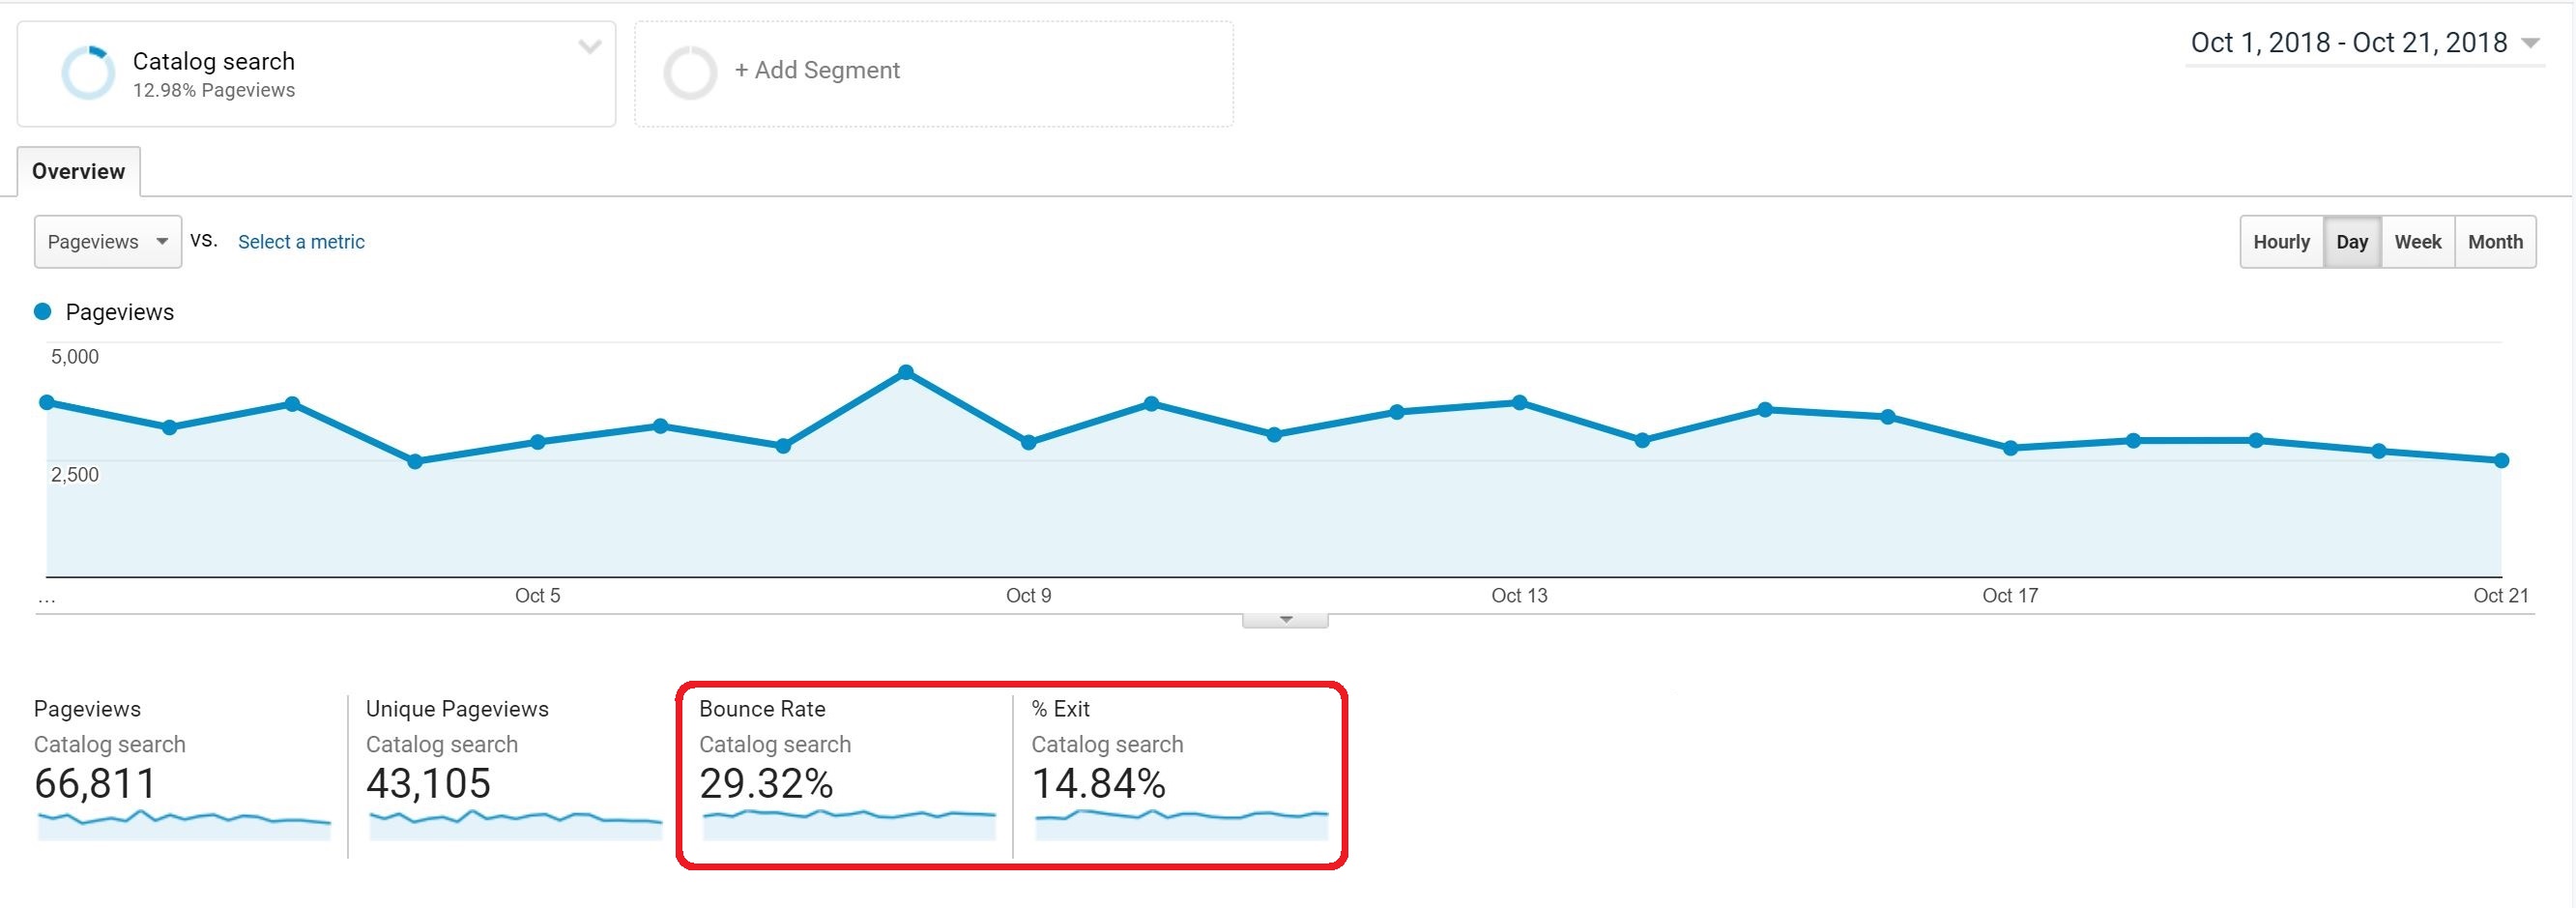 Catalog search
12.98% Pageviews
+ Add Segment
Oct 1, 2018 - Oct 21, 2018
Overview
Pageviews vs. Select a metric
Hourly Day Week Month
Pageviews
5,000
2,500
... Oct 5 Oct 9 Oct 13 Oct 17 Oct 21
Pageviews
Catalog search
66,811
Unique Pageviews
Catalog search
43,105
Bounce Rate
Catalog search
29.32%
% Exit
Catalog search
14.84%